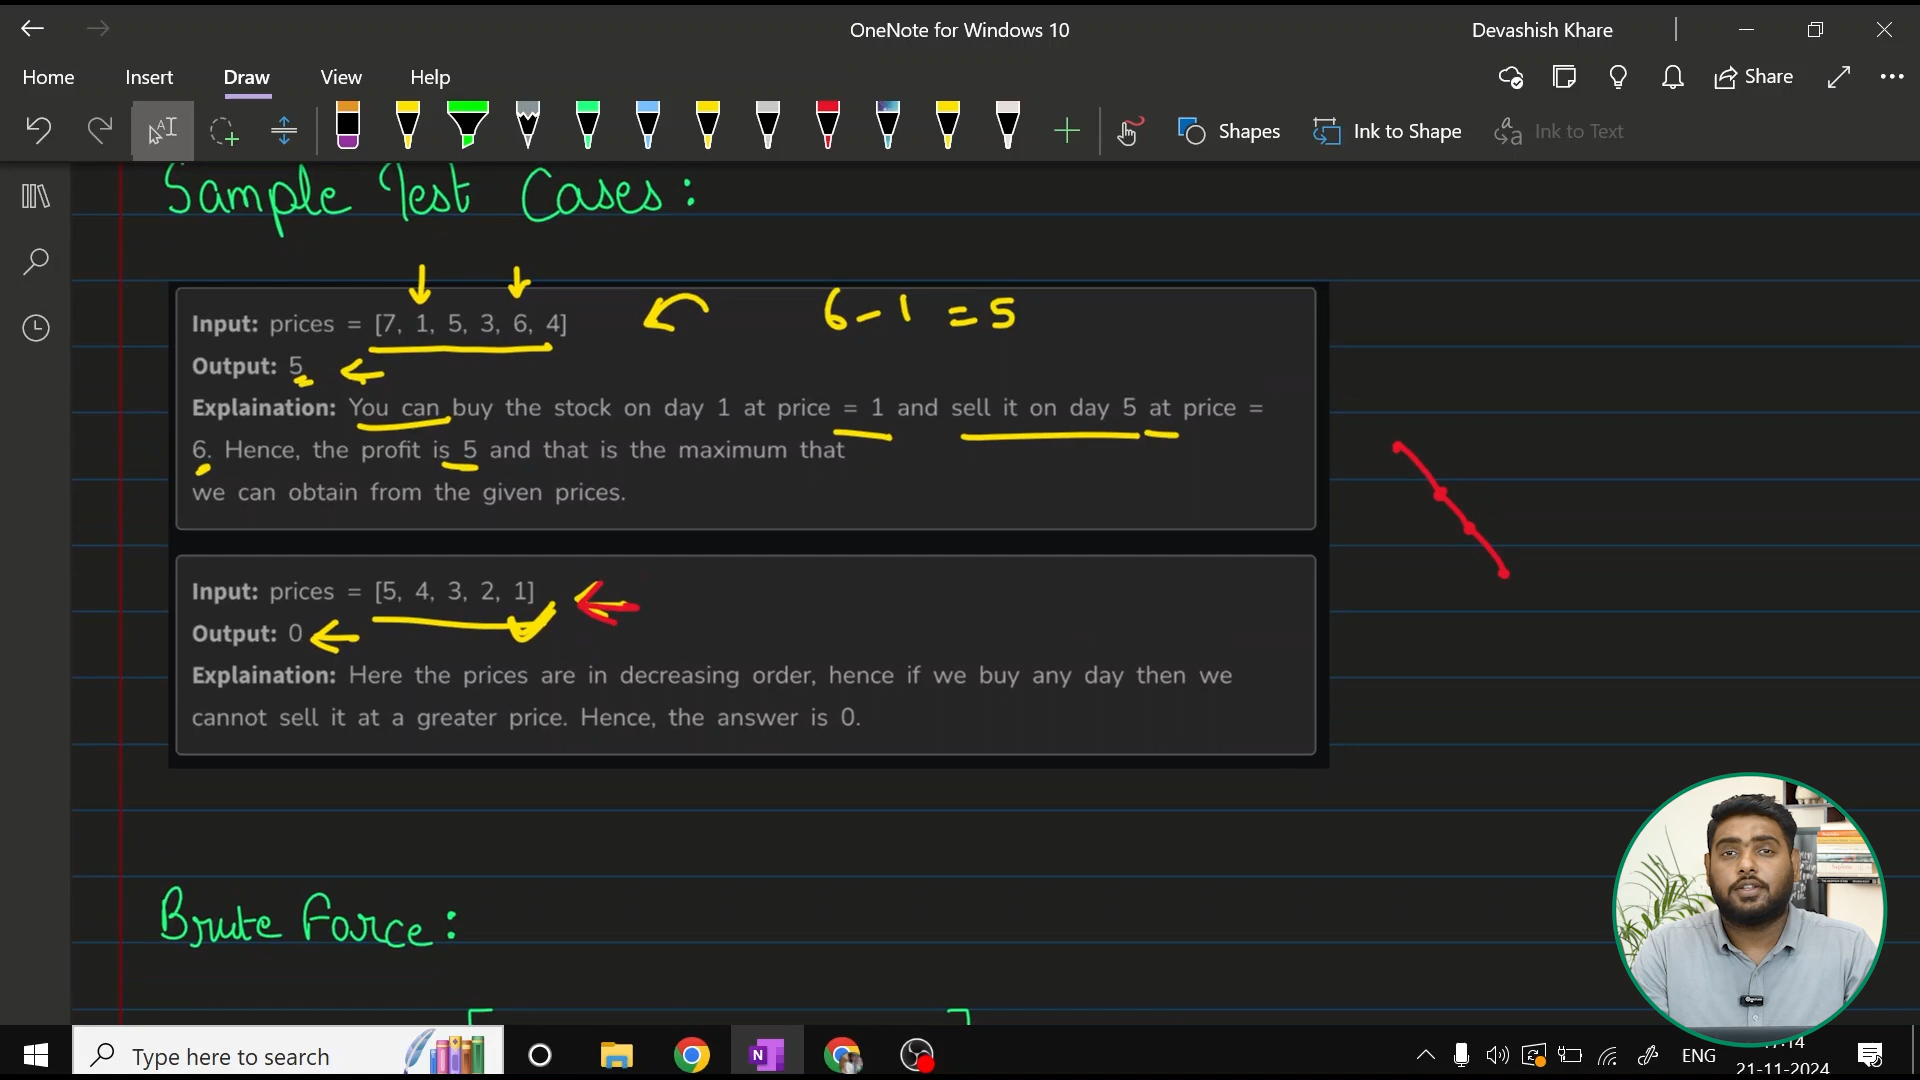 OneNote for Windows 10
Devashish Khare
Home Insert Draw View Help
Share
Shapes Ink to Shape Ink to Text
Sample Test Cases:
Input: prices = [7, 1, 5, 3, 6, 4]
6 - 1 = 5
Output: 5
Explaination: You can buy the stock on day 1 at price = 1 and sell it on day 5 at price =
6. Hence, the profit is 5 and that is the maximum that
we can obtain from the given prices.
Input: prices = [5, 4, 3, 2, 1]
Output: 0
Explaination: Here the prices are in decreasing order, hence if we buy any day then we
cannot sell it at a greater price. Hence, the answer is 0.
Brute Force:
Type here to search
ENG
21-11-2024